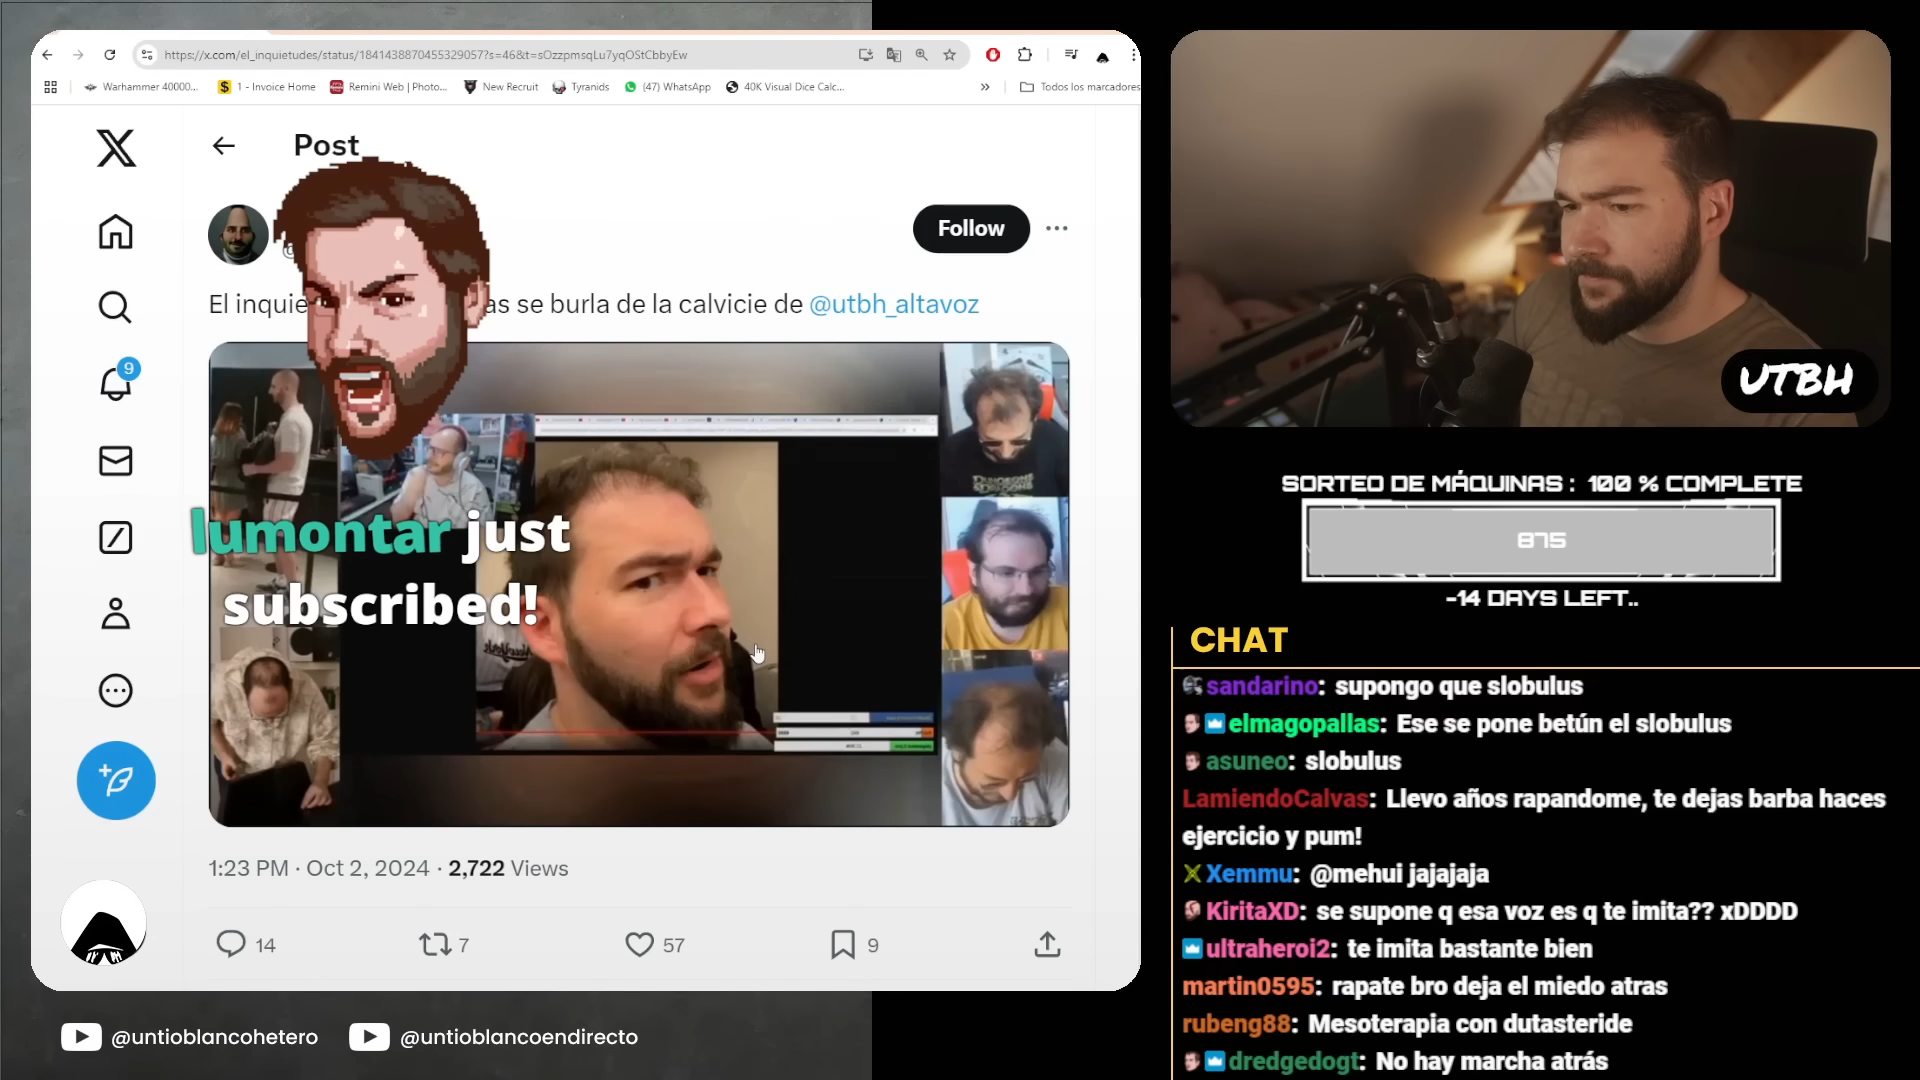 https://x.com/el_inquietudes/status/1841438870455329057?s=46&t=sOzzpmsqLu7yqOStCbbyEw
Warhammer 40000...
1 - Invoice Home
Remini Web | Photo...
New Recruit
Tyranids
(47) WhatsApp
40K Visual Dice Calc...
Todos los marcadores
Post
Follow
El inquie as se burla de la calvicie de @utbh_altavoz
9
lumontar just
subscribed!
1:23 PM · Oct 2, 2024 · 2,722 Views
14
7
57
9
@untioblancohetero
@untioblancoendirecto
UTBH
SORTEO DE MÁQUINAS : 100 % COMPLETE
875
-14 DAYS LEFT..
CHAT
sandarino: supongo que slobulus
elmagopallas: Ese se pone betún el slobulus
asuneo: slobulus
LamiendoCalvas: Llevo años rapandome, te dejas barba haces
ejercicio y pum!
Xemmu: @mehui jajajaja
KiritaXD: se supone q esa voz es q te imita?? xDDDD
ultraheroi2: te imita bastante bien
martin0595: rapate bro deja el miedo atras
rubeng88: Mesoterapia con dutasteride
dredgedogt: No hay marcha atrás